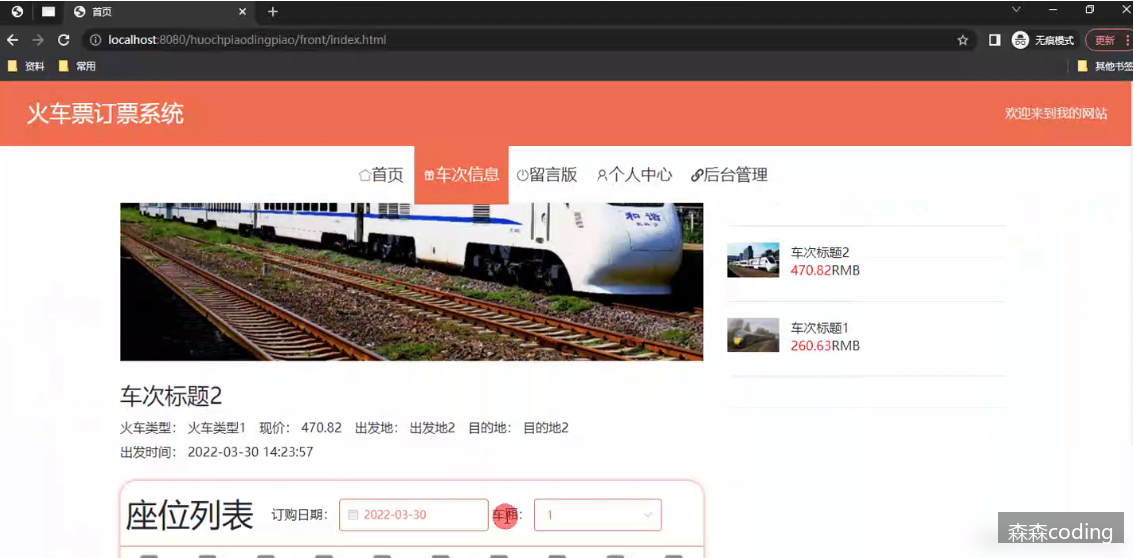 首页
localhost:8080/huochpiaodingpiao/front/index.html
无痕模式
更新
资料
常用
其他书签
火车票订票系统
欢迎来到我的网站
首页
车次信息
留言版
个人中心
后台管理
和谐
车次标题2
470.82RMB
车次标题1
260.63RMB
车次标题2
火车类型： 火车类型1 现价： 470.82 出发地： 出发地2 目的地： 目的地2
出发时间： 2022-03-30 14:23:57
座位列表 订购日期： 2022-03-30 车厢： 1
森森coding